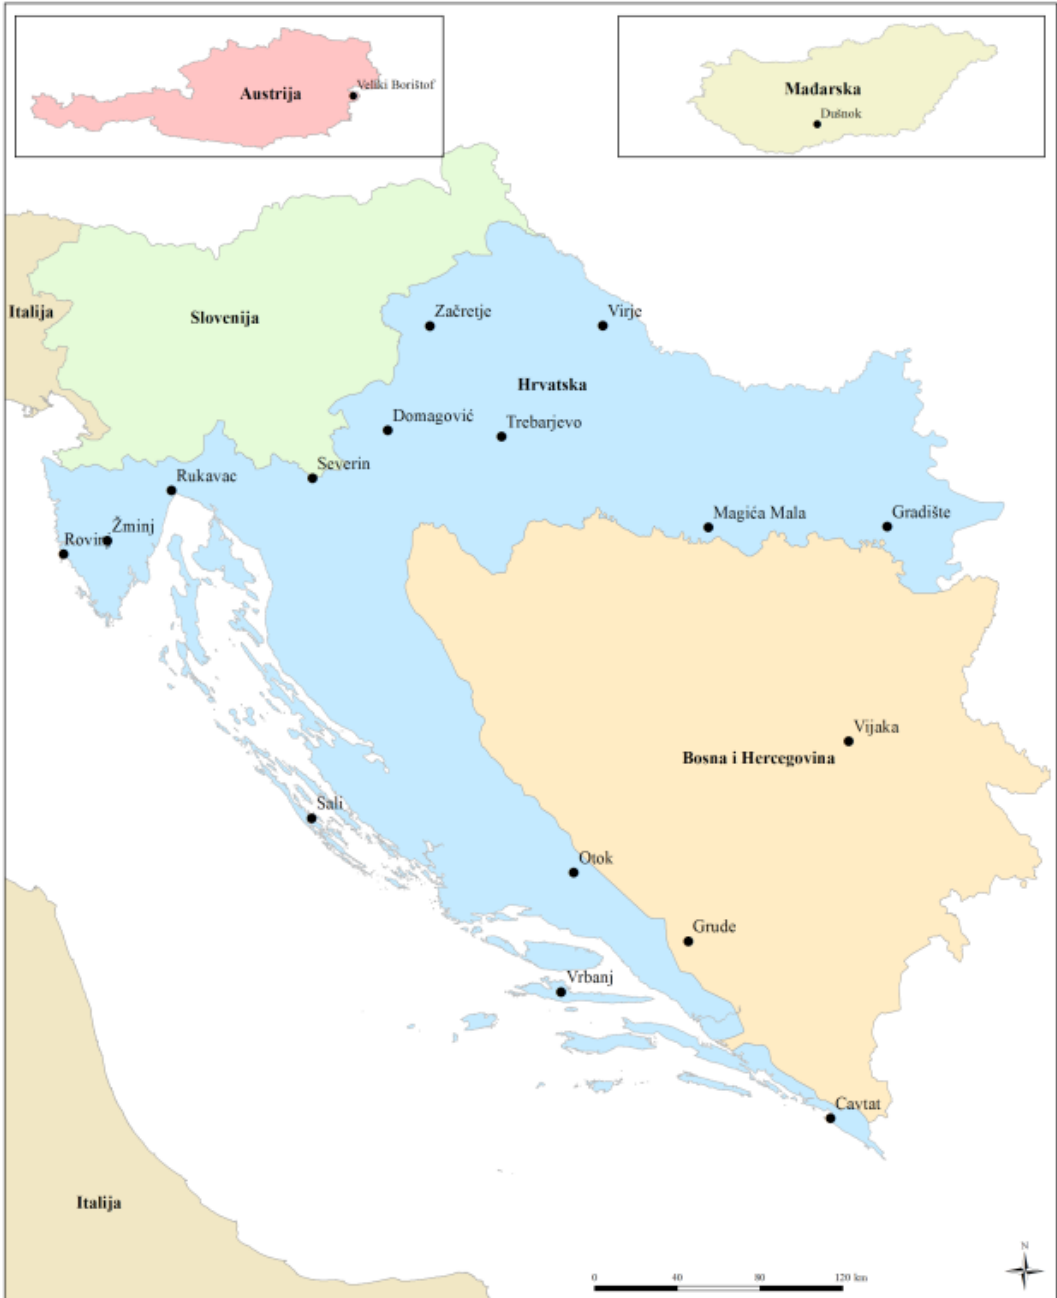 Austrija
Veliki Borištof
Mađarska
Dušnok
Italija
Slovenija
Začretje
Virje
Hrvatska
Domagović
Trebarjevo
Severin
Rukavac
Žminj
Rovinj
Magića Mala
Gradište
Vijaka
Bosna i Hercegovina
Sali
Otok
Grude
Vrbanj
Cavtat
Italija
N
0 40 80 120 km